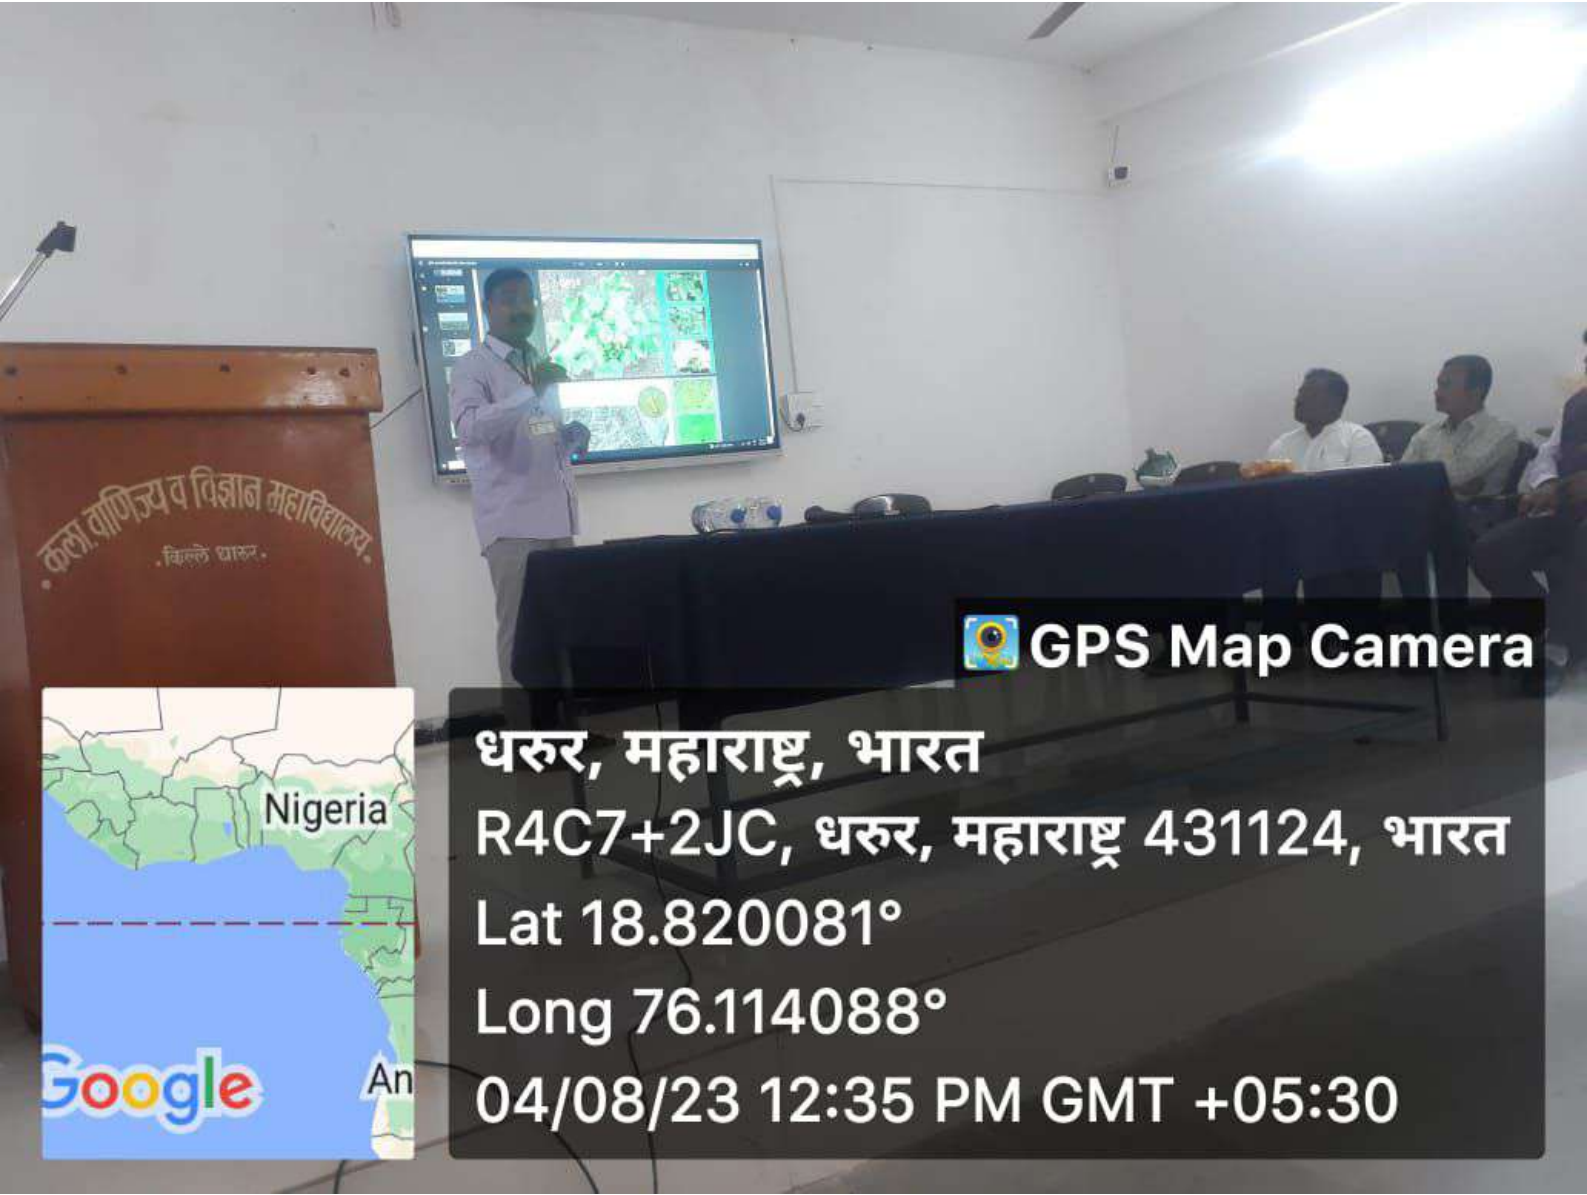 कला, वाणिज्य व विज्ञान महाविद्यालय.
. किल्ले धारुर .
GPS Map Camera
Nigeria
Google
An
धरुर, महाराष्ट्र, भारत
R4C7+2JC, धरुर, महाराष्ट्र 431124, भारत
Lat 18.820081°
Long 76.114088°
04/08/23 12:35 PM GMT +05:30